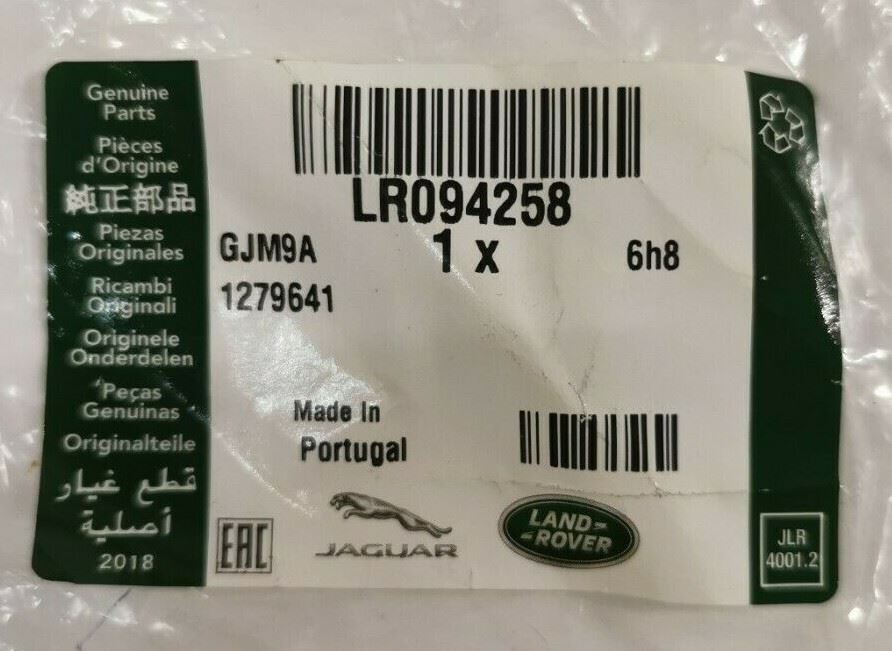 Genuine
Parts
Pièces
d'Origine
純正部品
Piezas
Originales
Ricambi
Originali
Originele
Onderdelen
Peças
Genuinas
Originalteile
قطع غيار
أصلية
2018
LR094258
GJM9A
1 x
6h8
1279641
Made In
Portugal
EAC
JAGUAR
LAND-
-ROVER
JLR
4001.2